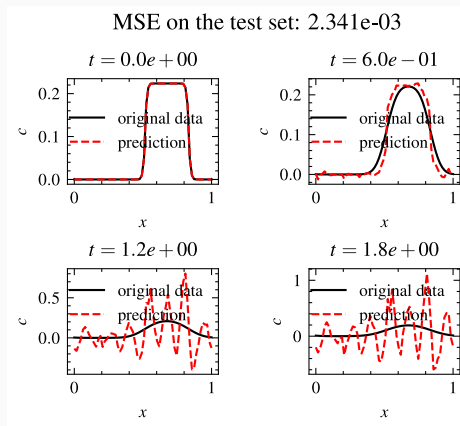 MSE on the test set: 2.341e-03
t = 0.0e + 00
t = 6.0e − 01
0.2
0.1
0.0
c
original data
prediction
0
1
x
0.2
0.1
0.0
c
original data
prediction
0
1
x
t = 1.2e + 00
t = 1.8e + 00
0.5
0.0
c
original data
prediction
0
1
x
1
0
c
original data
prediction
0
1
x